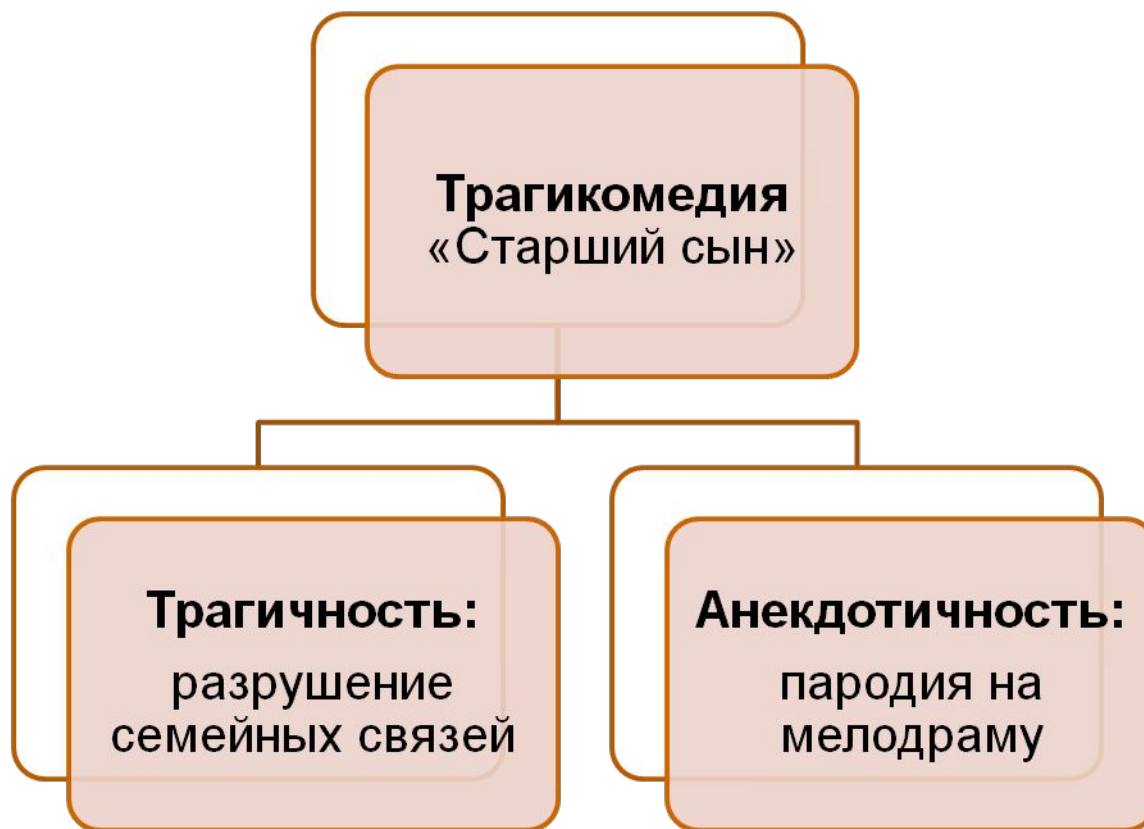 Трагикомедия
«Старший сын»
Трагичность:
разрушение
семейных связей
Анекдотичность:
пародия на
мелодраму